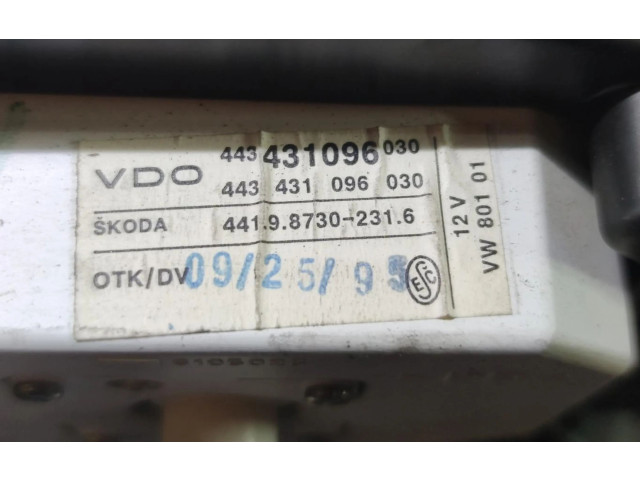 VDO 443 431096 030
443 431 096 030
ŠKODA 441.9.8730-231.6
OTK/DV 09/25/95
12 V
VW 801 01